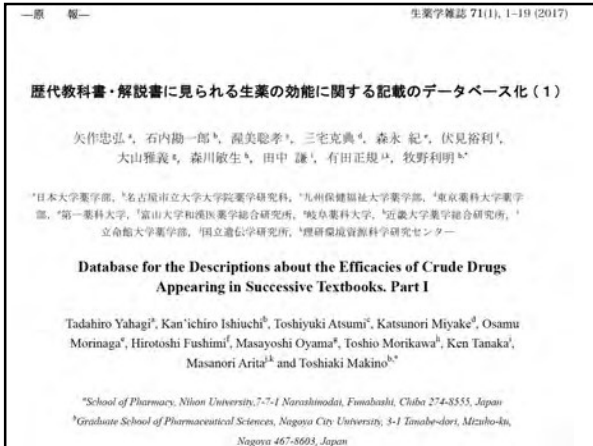 —原　報—
生薬学雑誌 71(1), 1–19 (2017)
歴代教科書・解説書に見られる生薬の効能に関する記載のデータベース化（1）
矢作忠弘ᵃ, 石内勘一郎ᵇ, 渥美聡孝ᶜ, 三宅克典ᵈ, 森永 紀ᵉ, 伏見裕利ᶠ,
大山雅義ᵍ, 森川敏生ʰ, 田中 謙ⁱ, 有田正規ʲ,ᵏ, 牧野利明ᵇ,*
ᵃ日本大学薬学部, ᵇ名古屋市立大学大学院薬学研究科, ᶜ九州保健福祉大学薬学部, ᵈ東京薬科大学薬学
部, ᵉ第一薬科大学, ᶠ富山大学和漢医薬学総合研究所, ᵍ岐阜薬科大学, ʰ近畿大学薬学総合研究所, ⁱ
立命館大学薬学部, ʲ国立遺伝学研究所, ᵏ理研環境資源科学研究センター
Database for the Descriptions about the Efficacies of Crude Drugs
Appearing in Successive Textbooks. Part I
Tadahiro Yahagiᵃ, Kan'ichiro Ishiuchiᵇ, Toshiyuki Atsumiᶜ, Katsunori Miyakeᵈ, Osamu
Morinagaᵉ, Hirotoshi Fushimiᶠ, Masayoshi Oyamaᵍ, Toshio Morikawaʰ, Ken Tanakaⁱ,
Masanori Aritaʲ,ᵏ and Toshiaki Makinoᵇ,*
ᵃSchool of Pharmacy, Nihon University,7-7-1 Narashinodai, Funabashi, Chiba 274-8555, Japan
ᵇGraduate School of Pharmaceutical Sciences, Nagoya City University, 3-1 Tanabe-dori, Mizuho-ku,
Nagoya 467-8603, Japan